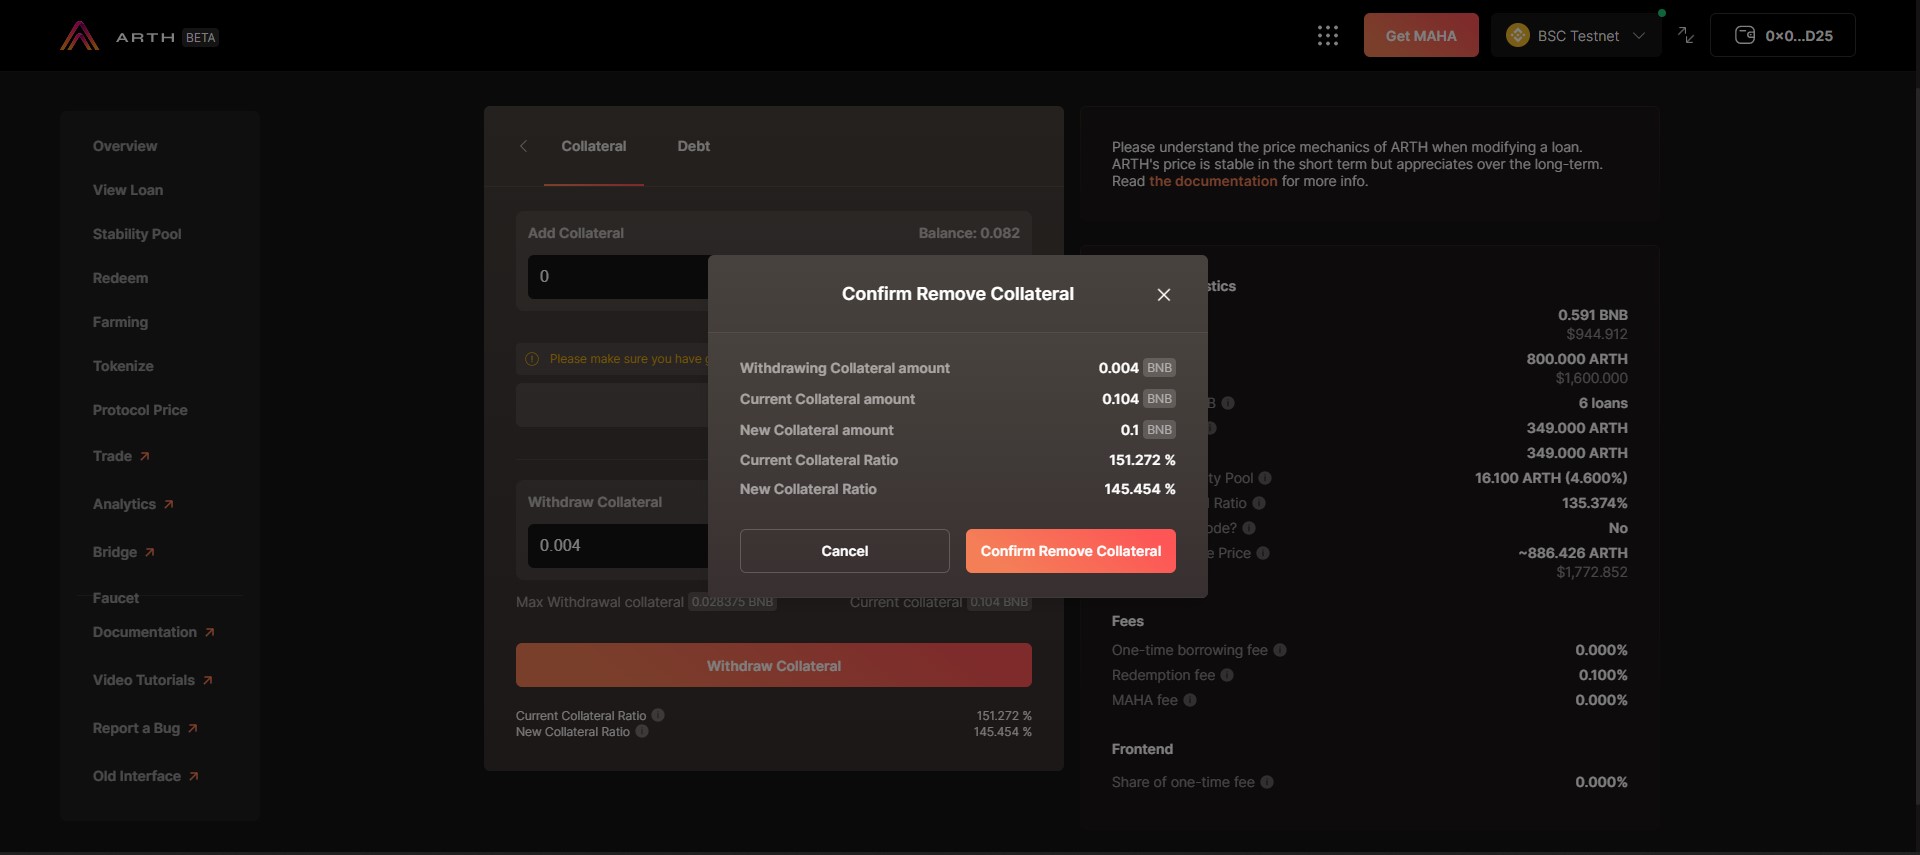 ARTH BETA
Get MAHA
BSC Testnet
0×0...D25
Overview
View Loan
Stability Pool
Redeem
Farming
Tokenize
Protocol Price
Trade
Analytics
Bridge
Faucet
Documentation
Video Tutorials
Report a Bug
Old Interface
Collateral Debt
Add Collateral Balance: 0.082
0
Please make sure you have
Withdraw Collateral
0.004
Max Withdrawal collateral 0.028375 BNB Current collateral 0.104 BNB
Withdraw Collateral
Current Collateral Ratio 151.272 %
New Collateral Ratio 145.454 %
Confirm Remove Collateral
Withdrawing Collateral amount 0.004 BNB
Current Collateral amount 0.104 BNB
New Collateral amount 0.1 BNB
Current Collateral Ratio 151.272 %
New Collateral Ratio 145.454 %
Cancel Confirm Remove Collateral
Please understand the price mechanics of ARTH when modifying a loan.
ARTH's price is stable in the short term but appreciates over the long-term.
Read the documentation for more info.
stics
0.591 BNB
$944.912
800.000 ARTH
$1,600.000
B 6 loans
349.000 ARTH
349.000 ARTH
ty Pool 16.100 ARTH (4.600%)
Ratio 135.374%
ode? No
e Price ~886.426 ARTH
$1,772.852
Fees
One-time borrowing fee 0.000%
Redemption fee 0.100%
MAHA fee 0.000%
Frontend
Share of one-time fee 0.000%